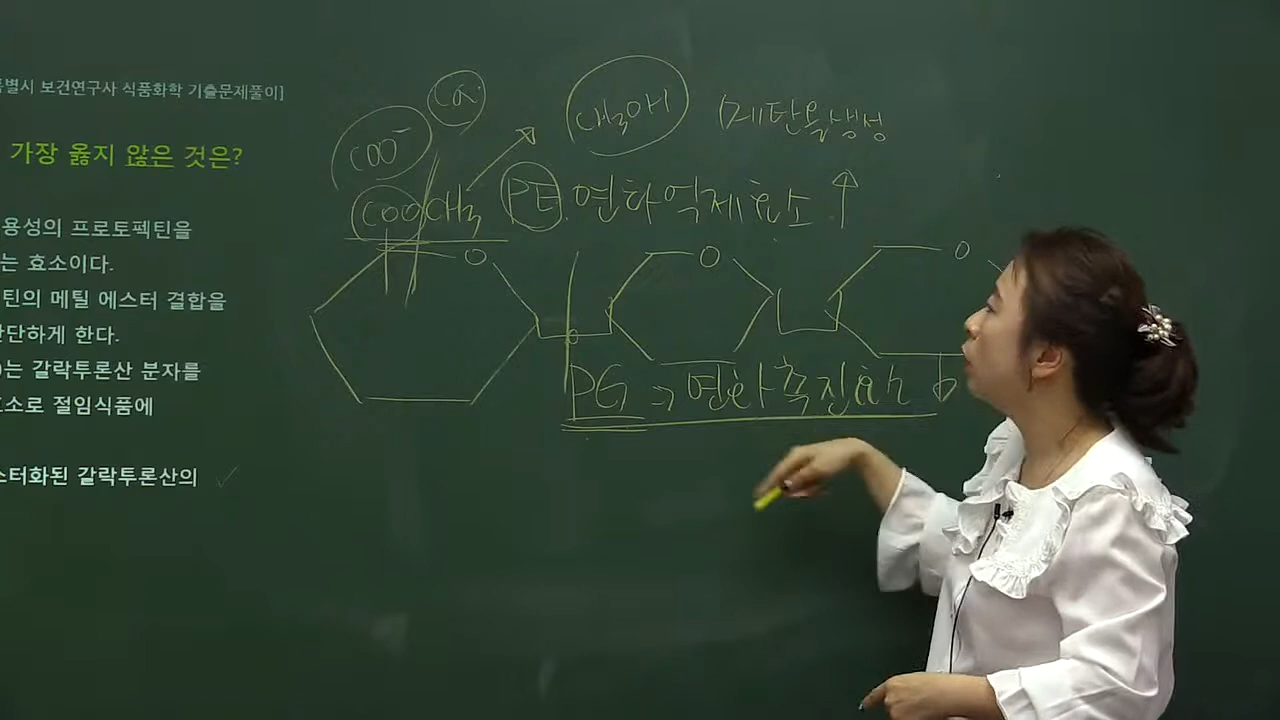 특별시 보건연구사 식품화학 기출문제풀이]
가장 옳지 않은 것은?
용성의 프로토펙틴을
는 효소이다.
틴의 메틸 에스터 결합을
단단하게 한다.
는 갈락투론산 분자를
효소로 절임식품에
스터화된 갈락투론산의
Ca
COO⁻
CH3OH
메탄올생성
COOCH3
PE 연화억제효소 ↑
O
O
O
PG → 연화촉진효소